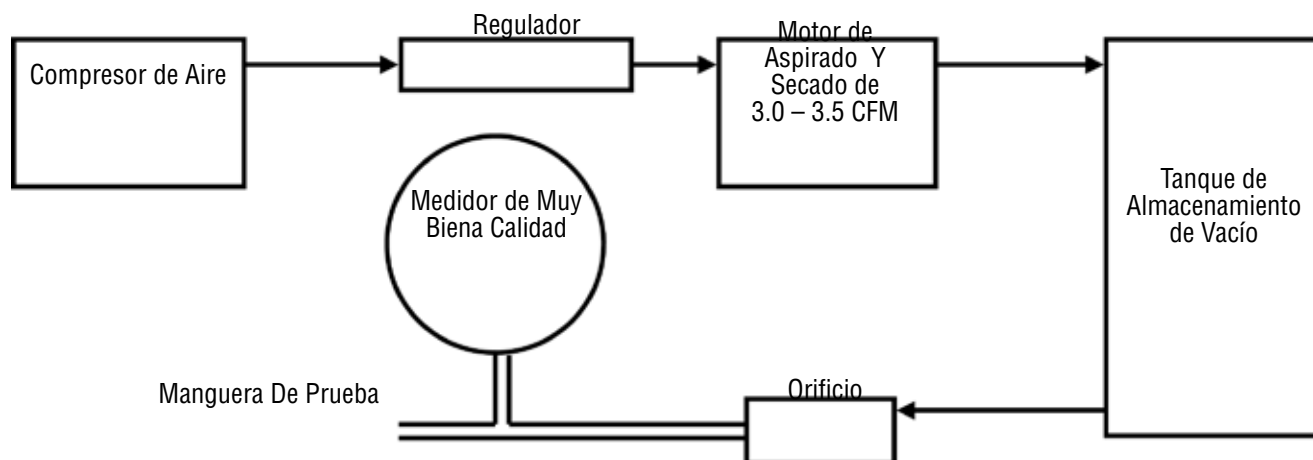 Compresor de Aire
Regulador
Motor de
Aspirado Y
Secado de
3.0 – 3.5 CFM
Tanque de
Almacenamiento
de Vacío
Medidor de Muy
Biena Calidad
Manguera De Prueba
Orificio